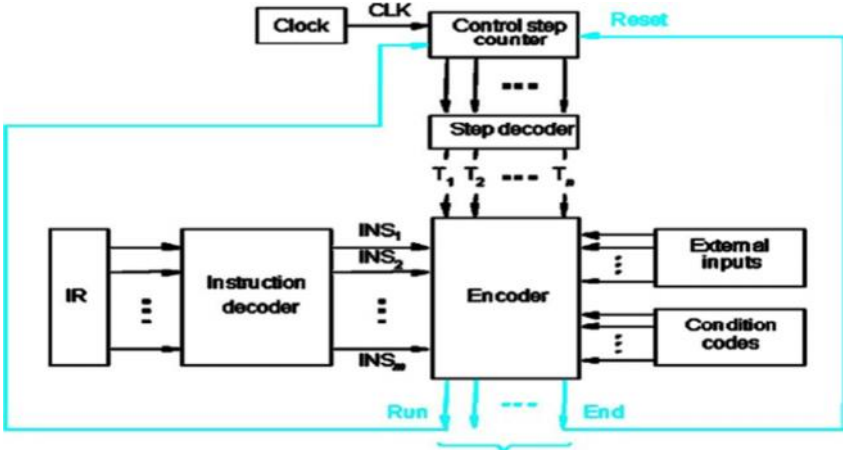 CLK
Clock
Control step
counter
Reset
Step decoder
T₁ T₂ Tₙ
INS₁
INS₂
INSₘ
IR
Instruction
decoder
Encoder
External
inputs
Condition
codes
Run
End